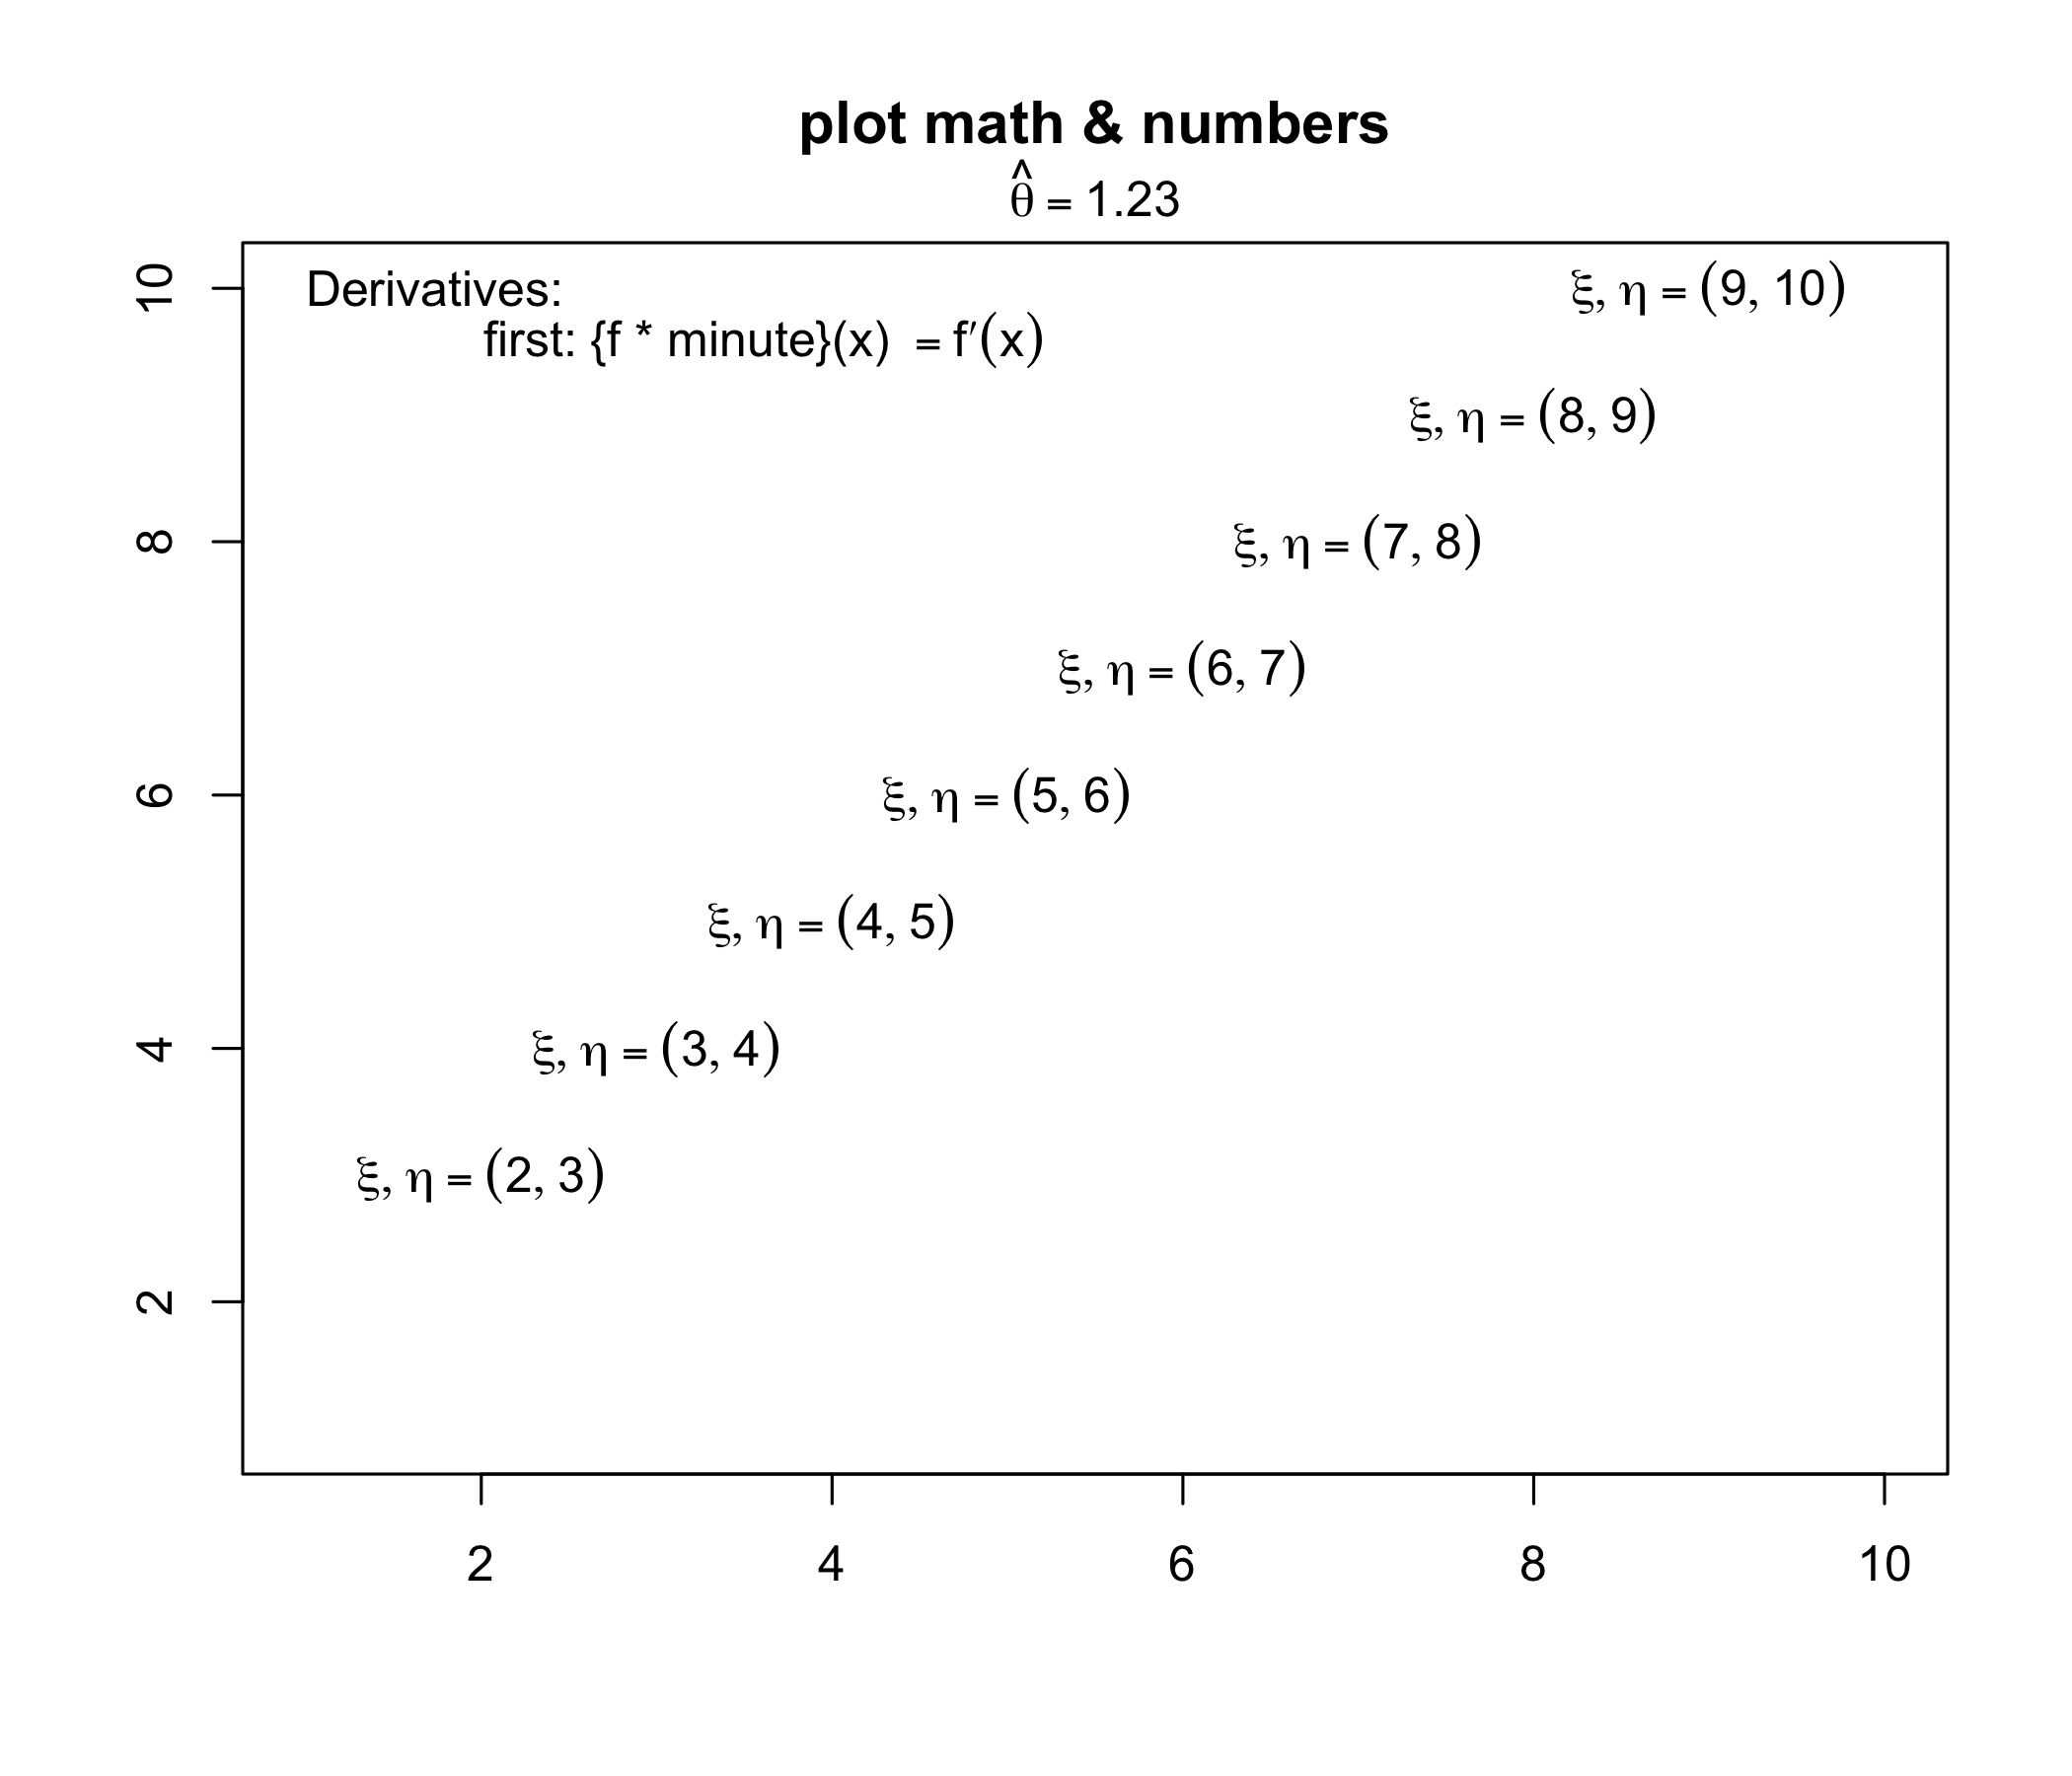 plot math & numbers
θ̂ = 1.23
10
Derivatives:
ξ, η = (9, 10)
first: {f * minute}(x) = f′(x)
ξ, η = (8, 9)
8
ξ, η = (7, 8)
ξ, η = (6, 7)
6
ξ, η = (5, 6)
ξ, η = (4, 5)
4
ξ, η = (3, 4)
ξ, η = (2, 3)
2
2 4 6 8 10